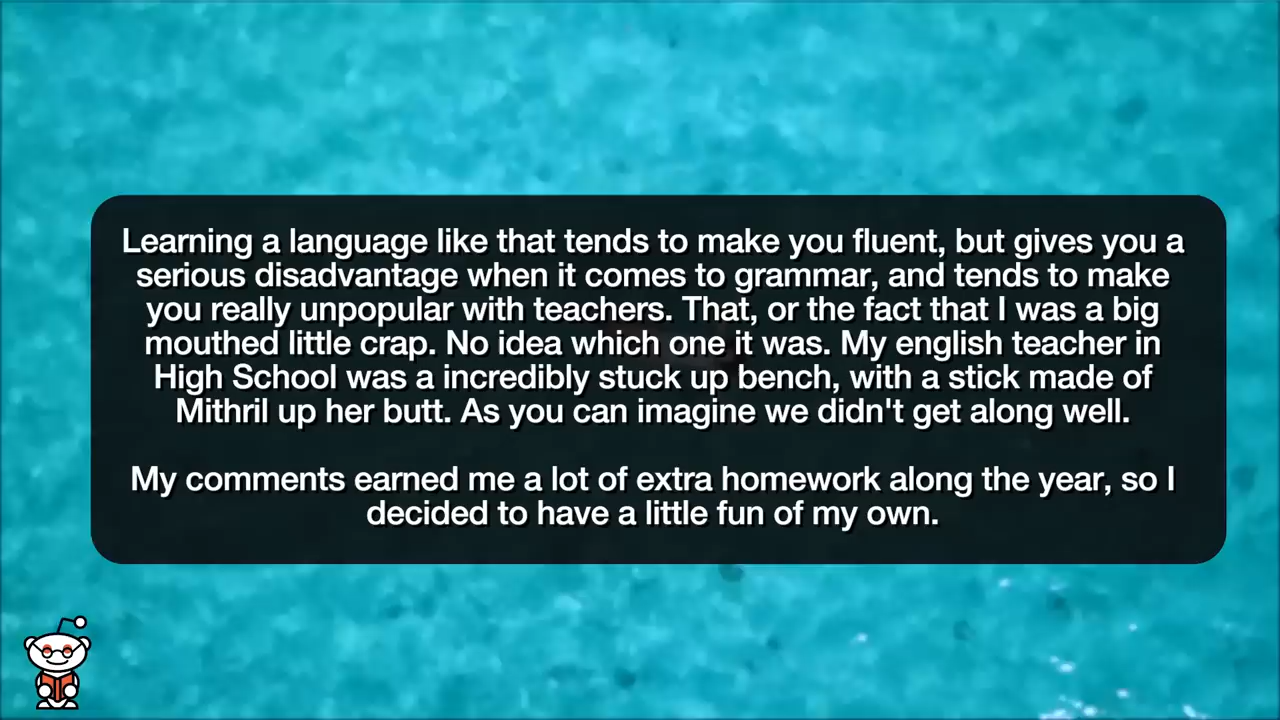 Learning a language like that tends to make you fluent, but gives you a
serious disadvantage when it comes to grammar, and tends to make
you really unpopular with teachers. That, or the fact that I was a big
mouthed little crap. No idea which one it was. My english teacher in
High School was a incredibly stuck up bench, with a stick made of
Mithril up her butt. As you can imagine we didn't get along well.
My comments earned me a lot of extra homework along the year, so I
decided to have a little fun of my own.